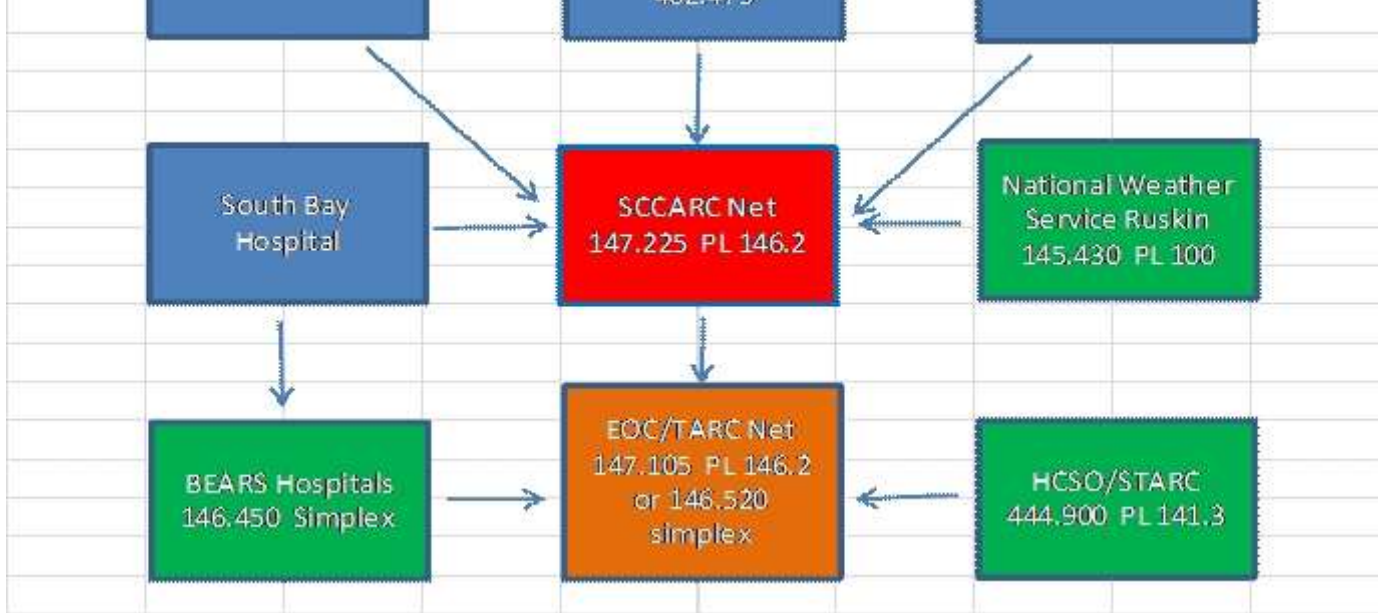 South Bay
Hospital
SCCARC Net
147.225 PL 146.2
National Weather
Service Ruskin
145.430 PL 100
BEARS Hospitals
146.450 Simplex
EOC/TARC Net
147.105 PL 146.2
or 146.520
simplex
HCSO/STARC
444.900 PL 141.3